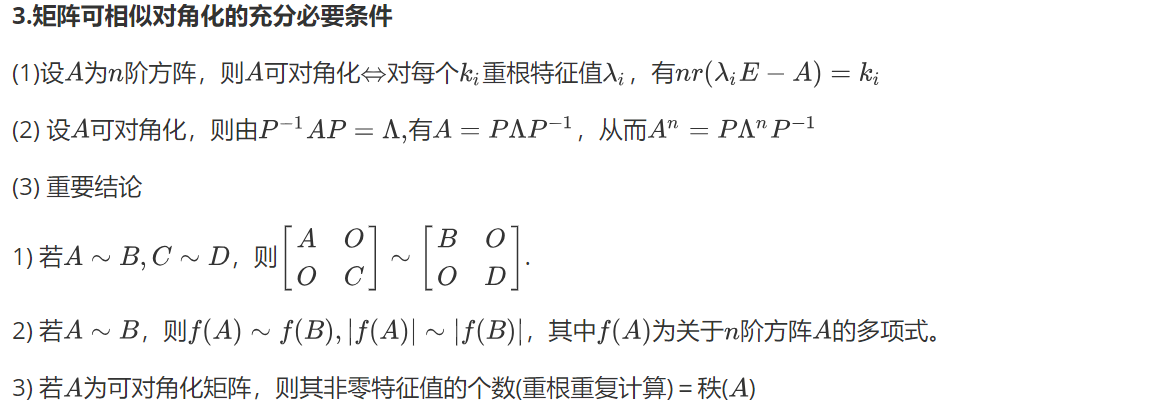 3.矩阵可相似对角化的充分必要条件
(1)设A为n阶方阵，则A可对角化⇔对每个k_i重根特征值λ_i，有nr(λ_iE − A) = k_i
(2) 设A可对角化，则由P^{-1}AP = Λ,有A = PΛP^{-1}，从而A^n = PΛ^nP^{-1}
(3) 重要结论
1) 若A ∼ B, C ∼ D，则[A O; O C] ∼ [B O; O D].
2) 若A ∼ B，则f(A) ∼ f(B), |f(A)| ∼ |f(B)|，其中f(A)为关于n阶方阵A的多项式。
3) 若A为可对角化矩阵，则其非零特征值的个数(重根重复计算) = 秩(A)